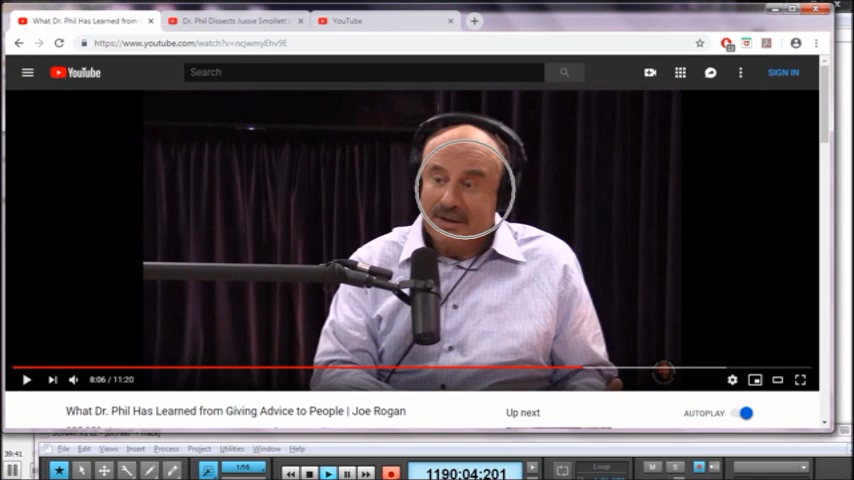 What Dr. Phil Has Learned from
Dr. Phil Dissects Jussie Smollett
YouTube
https://www.youtube.com/watch?v=ncjwmyEhv9E
YouTube
Search
SIGN IN
8:06 / 11:20
What Dr. Phil Has Learned from Giving Advice to People | Joe Rogan
Up next
AUTOPLAY
39:41
File Edit Views Insert Process Project Utilities Window Help
1/16
1190:04:201
Loop
M S